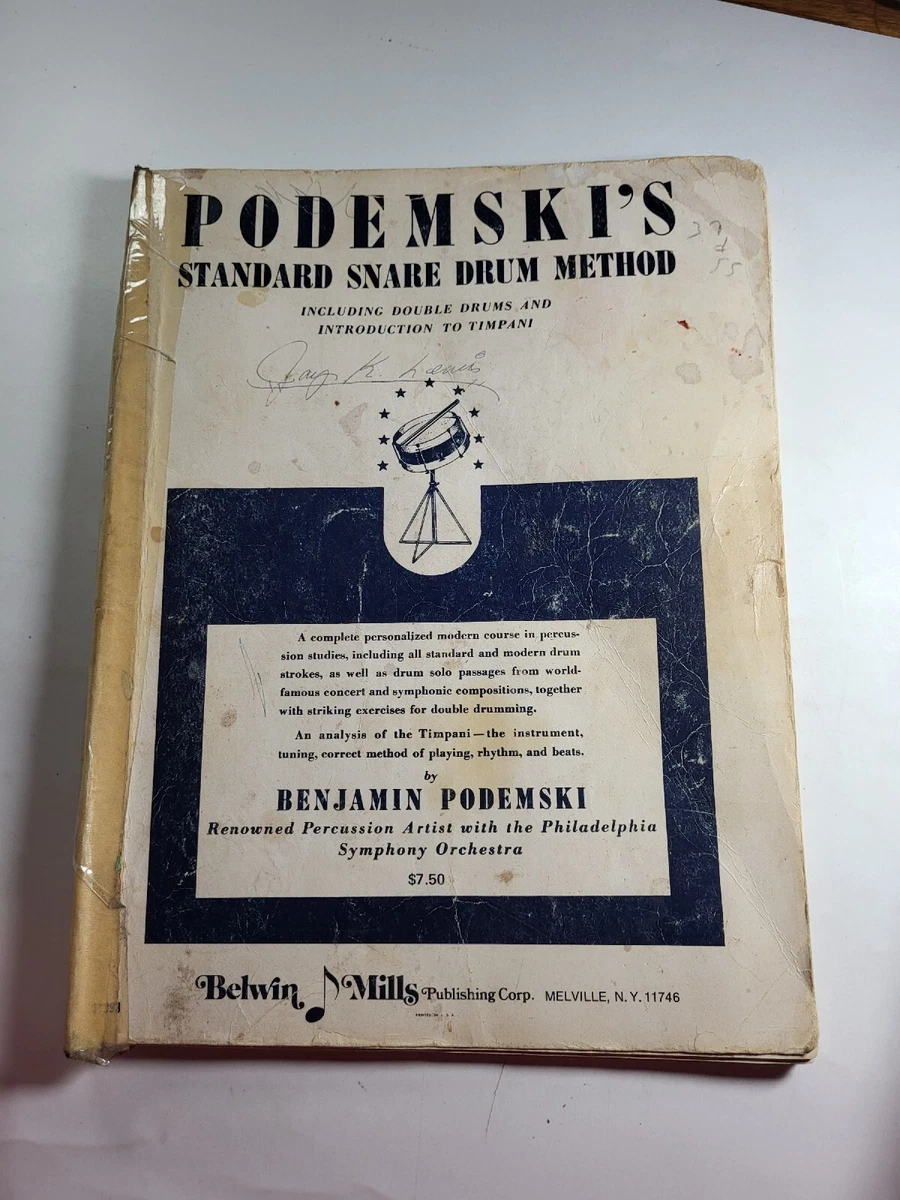 PODEMSKI'S
STANDARD SNARE DRUM METHOD
INCLUDING DOUBLE DRUMS AND
INTRODUCTION TO TIMPANI
A complete personalized modern course in percus-
sion studies, including all standard and modern drum
strokes, as well as drum solo passages from world-
famous concert and symphonic compositions, together
with striking exercises for double drumming.
An analysis of the Timpani—the instrument,
tuning, correct method of playing, rhythm, and beats.
by
BENJAMIN PODEMSKI
Renowned Percussion Artist with the Philadelphia
Symphony Orchestra
$7.50
Belwin Mills Publishing Corp. MELVILLE, N.Y. 11746